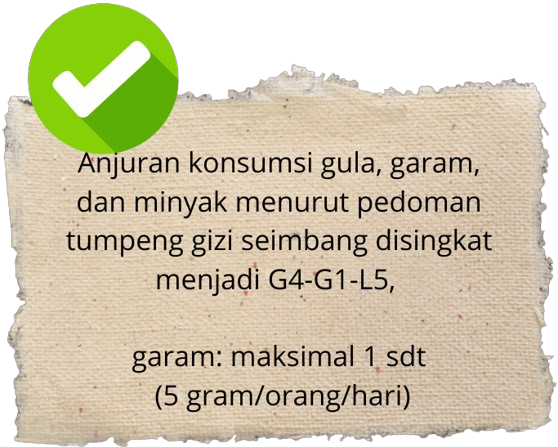 Anjuran konsumsi gula, garam,
dan minyak menurut pedoman
tumpeng gizi seimbang disingkat
menjadi G4-G1-L5,
garam: maksimal 1 sdt
(5 gram/orang/hari)